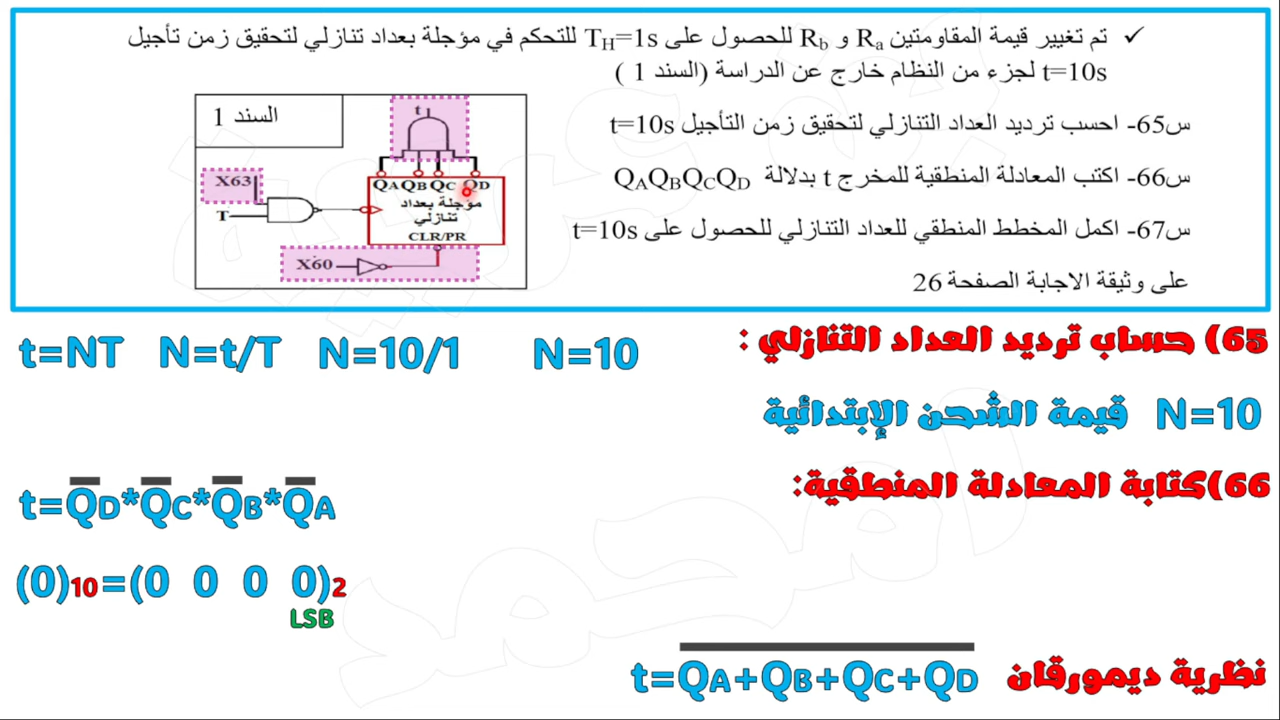 ✓ تم تغيير قيمة المقاومتين Ra و Rb للحصول على TH=1s للتحكم في مؤجلة بعداد تنازلي لتحقيق زمن تأجيل
t=10s لجزء من النظام خارج عن الدراسة (السند 1 )
س65- احسب ترديد العداد التنازلي لتحقيق زمن التأجيل t=10s
س66- اكتب المعادلة المنطقية للمخرج t بدلالة QAQBQCQD
س67- اكمل المخطط المنطقي للعداد التنازلي للحصول على t=10s
على وثيقة الاجابة الصفحة 26
السند 1
t
X63
QA QB QC QD
T
مؤجلة بعداد
تنازلي
CLR/PR
X60
65) حساب ترديد العداد التنازلي :
t=NT N=t/T N=10/1 N=10
N=10 قيمة الشحن الإبتدائية
66)كتابة المعادلة المنطقية:
t=Q̅D*Q̅C*Q̅B*Q̅A
(0)10=(0 0 0 0)2
LSB
نظرية ديمورقان
t=QA+QB+QC+QD